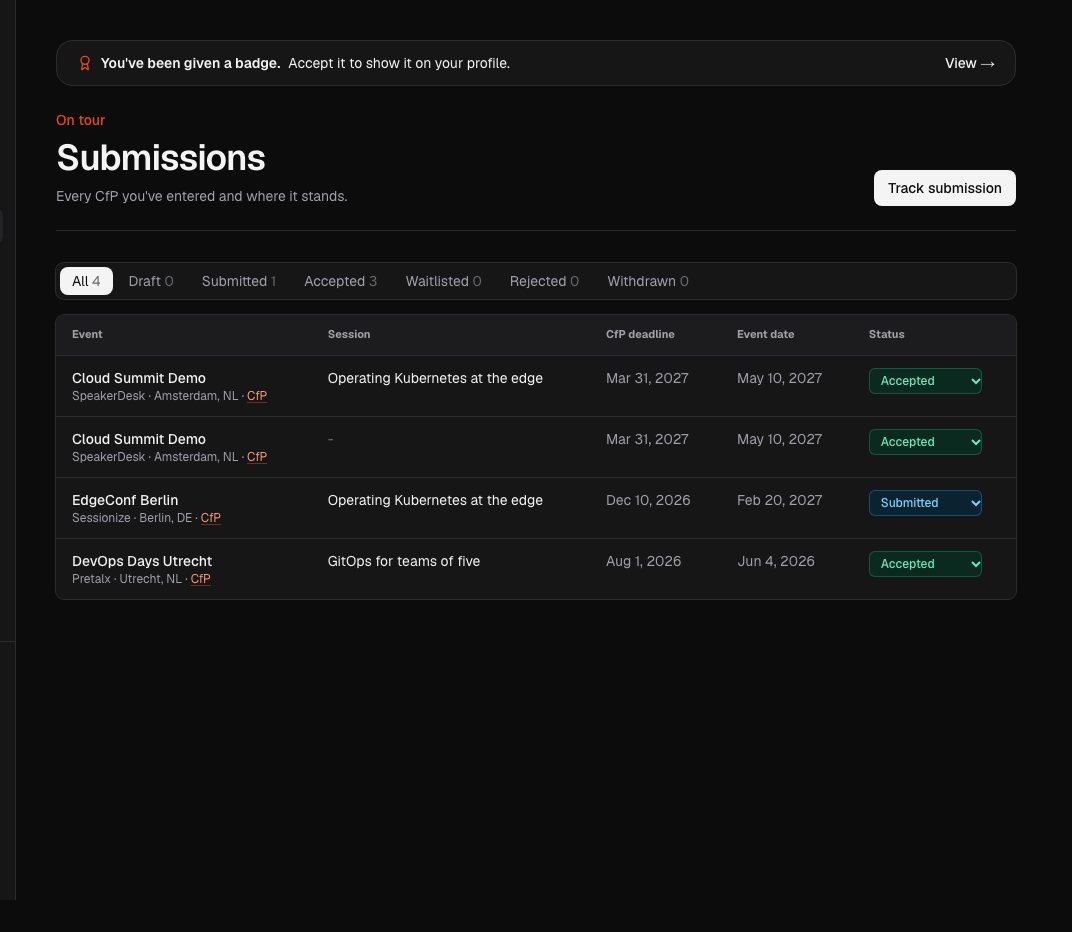 You've been given a badge. Accept it to show it on your profile. View →
On tour
Submissions
Every CfP you've entered and where it stands.
Track submission
All 4 Draft 0 Submitted 1 Accepted 3 Waitlisted 0 Rejected 0 Withdrawn 0
Event Session CfP deadline Event date Status
Cloud Summit Demo Operating Kubernetes at the edge Mar 31, 2027 May 10, 2027 Accepted
SpeakerDesk · Amsterdam, NL · CfP
Cloud Summit Demo - Mar 31, 2027 May 10, 2027 Accepted
SpeakerDesk · Amsterdam, NL · CfP
EdgeConf Berlin Operating Kubernetes at the edge Dec 10, 2026 Feb 20, 2027 Submitted
Sessionize · Berlin, DE · CfP
DevOps Days Utrecht GitOps for teams of five Aug 1, 2026 Jun 4, 2026 Accepted
Pretalx · Utrecht, NL · CfP